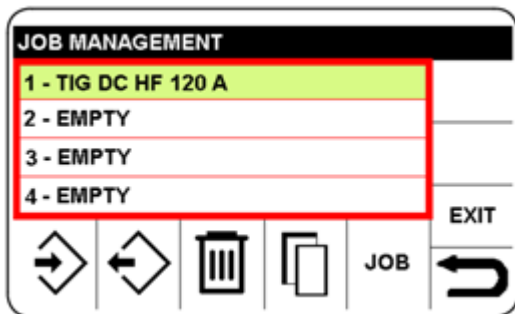 JOB MANAGEMENT
1 - TIG DC HF 120 A
2 - EMPTY
3 - EMPTY
4 - EMPTY
EXIT
JOB